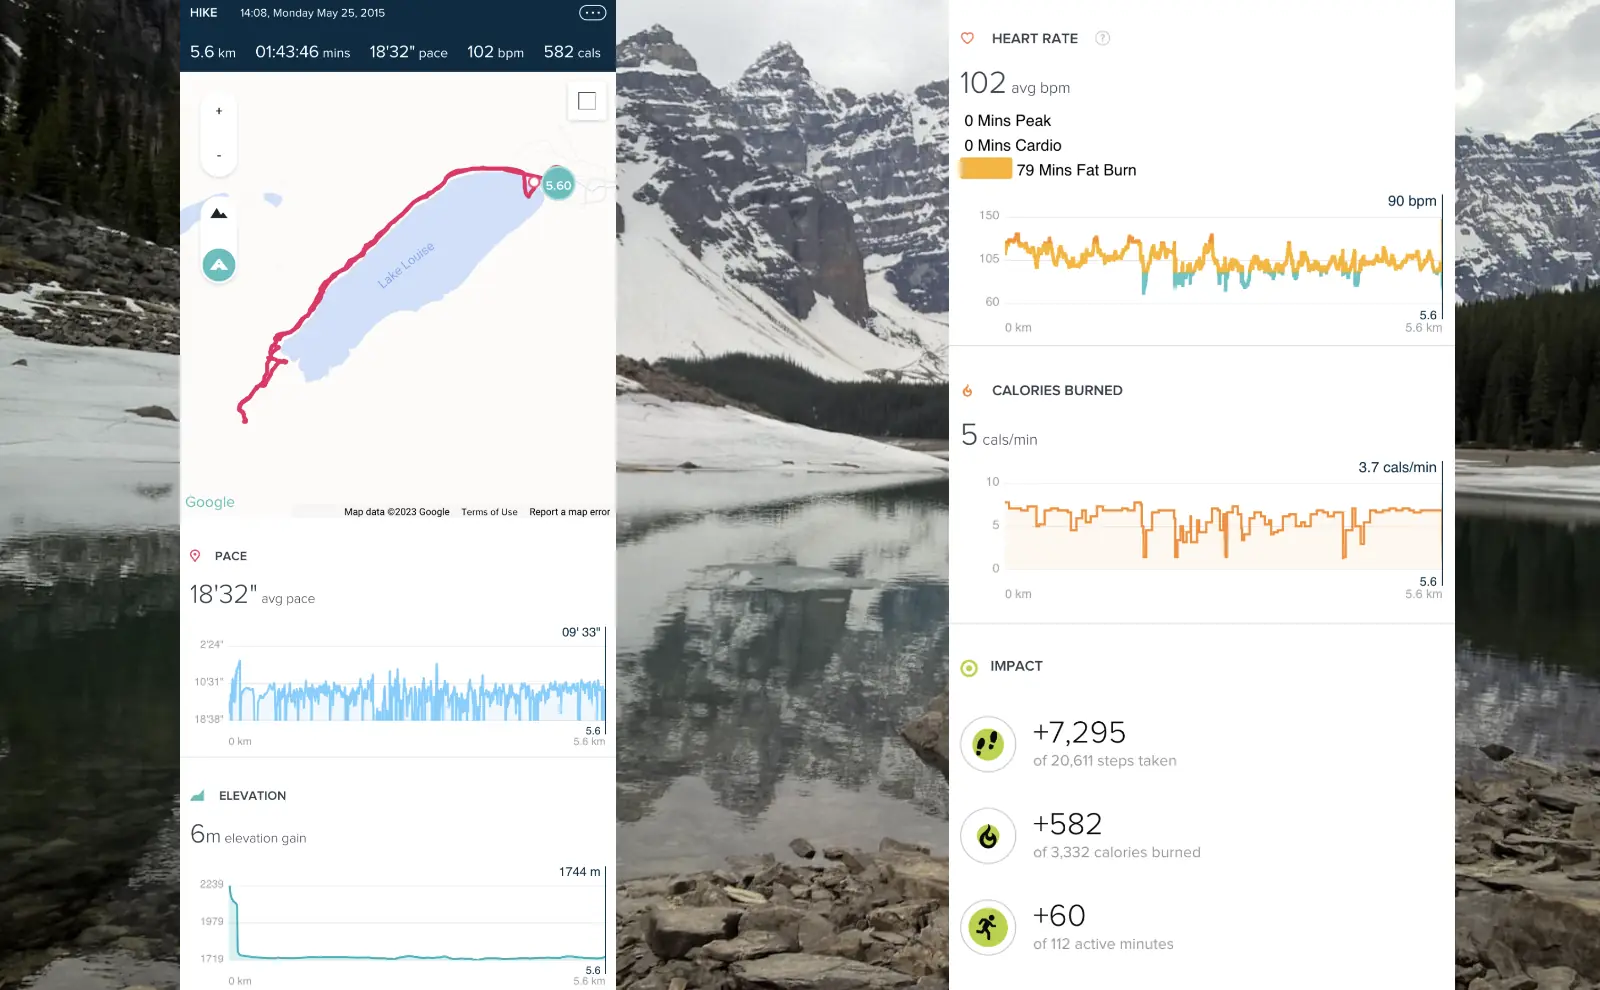 HIKE 14:08, Monday May 25, 2015
5.6 km 01:43:46 mins 18'32" pace 102 bpm 582 cals
+
-
5.60
Lake Louise
Google
Map data ©2023 Google Terms of Use Report a map error
PACE
18'32" avg pace
09' 33"
2'24"
10'31"
18'38"
5.6
0 km 5.6 km
ELEVATION
6m elevation gain
1744 m
2239
1979
1719
5.6
0 km 5.6 km
HEART RATE ?
102 avg bpm
0 Mins Peak
0 Mins Cardio
79 Mins Fat Burn
90 bpm
150
105
60
5.6
0 km 5.6 km
CALORIES BURNED
5 cals/min
3.7 cals/min
10
5
0
5.6
0 km 5.6 km
IMPACT
+7,295
of 20,611 steps taken
+582
of 3,332 calories burned
+60
of 112 active minutes